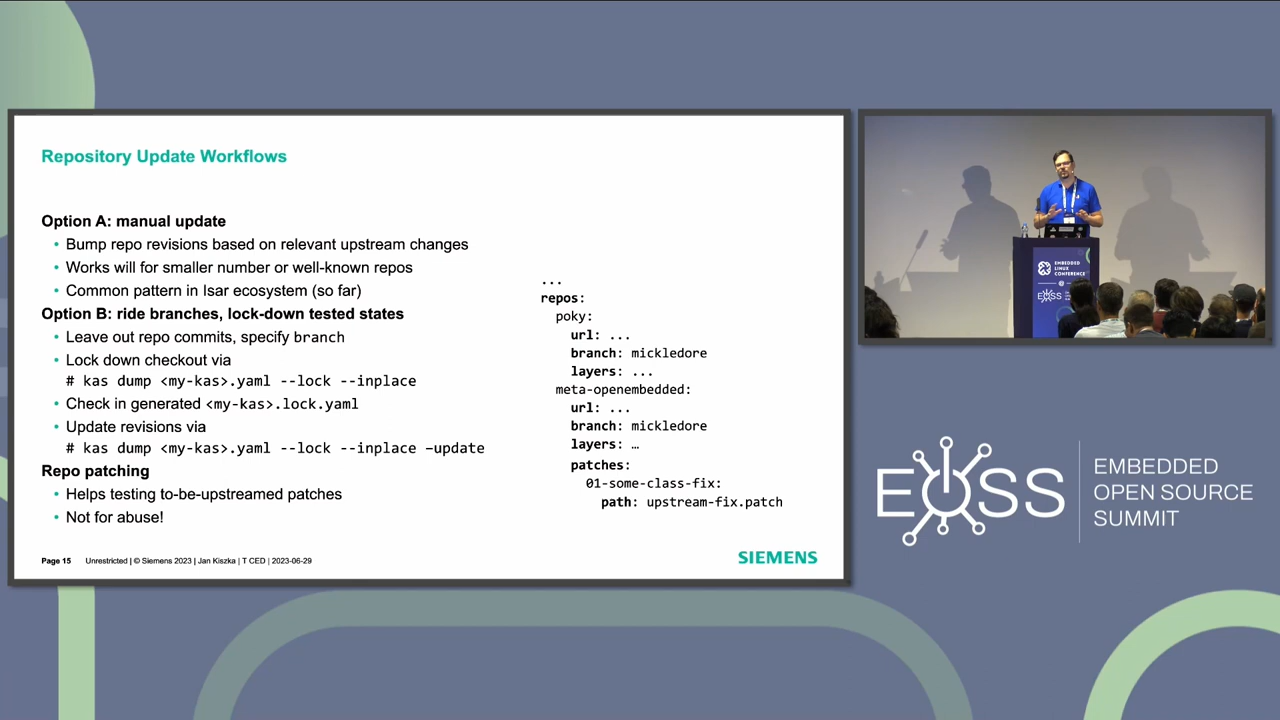 Repository Update Workflows
Option A: manual update
• Bump repo revisions based on relevant upstream changes
• Works will for smaller number or well-known repos
• Common pattern in Isar ecosystem (so far)
Option B: ride branches, lock-down tested states
• Leave out repo commits, specify branch
• Lock down checkout via
# kas dump <my-kas>.yaml --lock --inplace
• Check in generated <my-kas>.lock.yaml
• Update revisions via
# kas dump <my-kas>.yaml --lock --inplace –update
Repo patching
• Helps testing to-be-upstreamed patches
• Not for abuse!
...
repos:
poky:
url: ...
branch: mickledore
layers: ...
meta-openembedded:
url: ...
branch: mickledore
layers: …
patches:
01-some-class-fix:
path: upstream-fix.patch
Page 15 Unrestricted | © Siemens 2023 | Jan Kiszka | T CED | 2023-06-29
SIEMENS
EMBEDDED
LINUX
CONFERENCE
EOSS
EOSS
EMBEDDED
OPEN SOURCE
SUMMIT